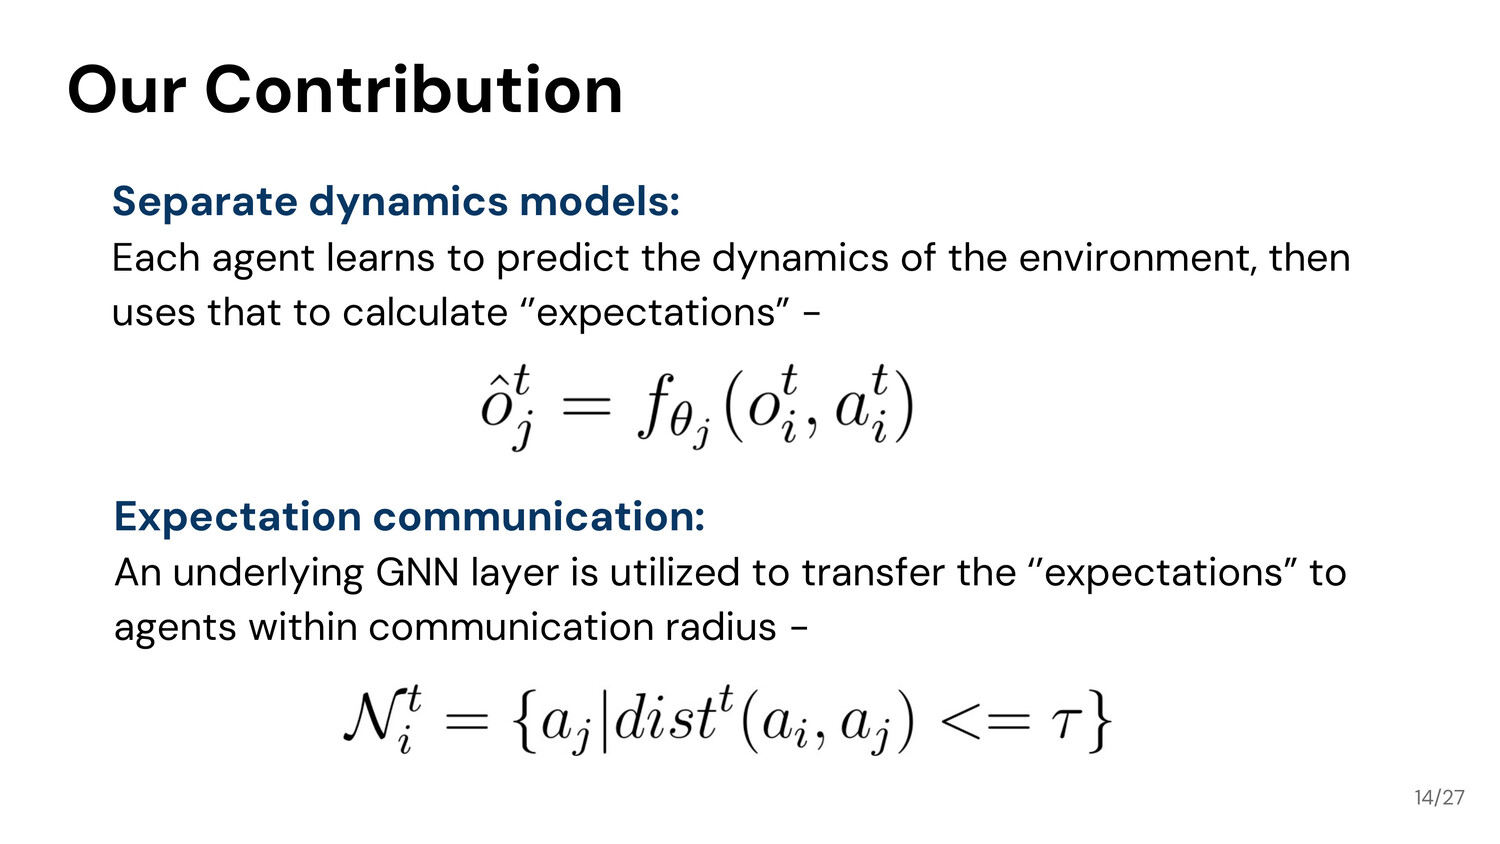 Our Contribution
Separate dynamics models:
Each agent learns to predict the dynamics of the environment, then
uses that to calculate ‘’expectations” -
$\hat{o}_j^t = f_{\theta_j}(o_i^t, a_i^t)$
Expectation communication:
An underlying GNN layer is utilized to transfer the ‘’expectations” to
agents within communication radius -
$\mathcal{N}_i^t = \{a_j | dist^t(a_i, a_j) <= \tau\}$
14/27